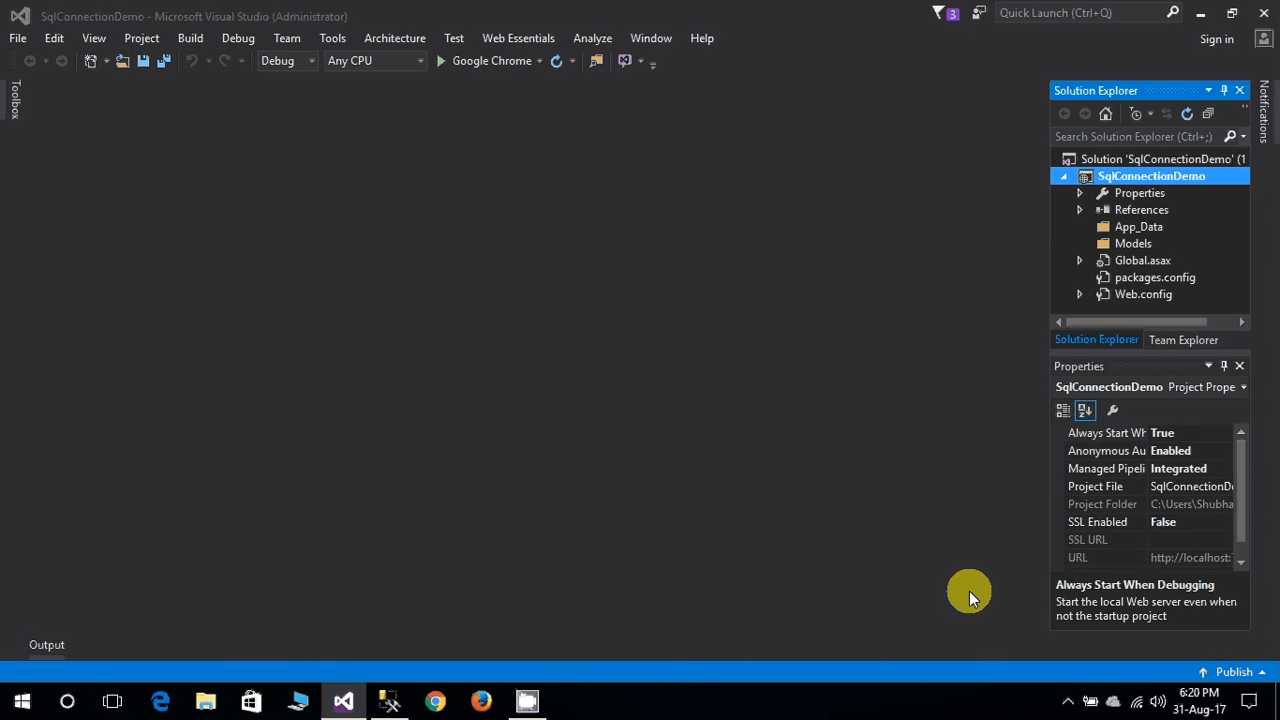 SqlConnectionDemo - Microsoft Visual Studio (Administrator)
3
Quick Launch (Ctrl+Q)
File Edit View Project Build Debug Team Tools Architecture Test Web Essentials Analyze Window Help
Sign in
Debug Any CPU Google Chrome
Toolbox
Notifications
Solution Explorer
Search Solution Explorer (Ctrl+;)
Solution 'SqlConnectionDemo' (1
SqlConnectionDemo
Properties
References
App_Data
Models
Global.asax
packages.config
Web.config
Solution Explorer Team Explorer
Properties
SqlConnectionDemo Project Prope
Always Start Wh True
Anonymous Au Enabled
Managed Pipeli Integrated
Project File SqlConnectionDe
Project Folder C:\Users\Shubha
SSL Enabled False
SSL URL
URL http://localhost:
Always Start When Debugging
Start the local Web server even when
not the startup project
Output
Publish
6:20 PM
31-Aug-17